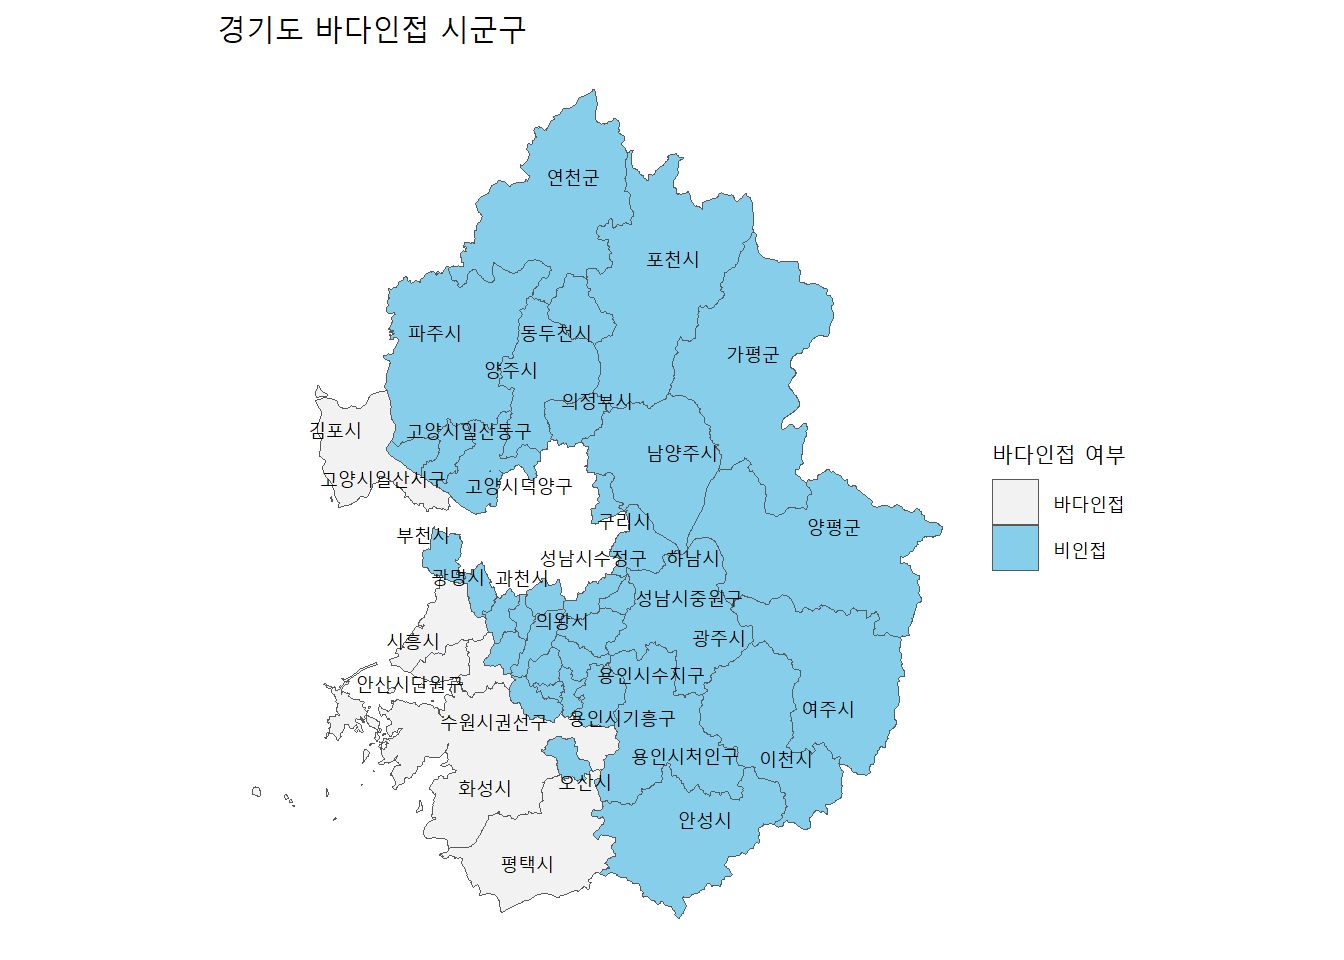 경기도 바다인접 시군구
연천군
포천시
파주시
동두천시
가평군
양주시
의정부시
김포시
고양시일산동구
남양주시
고양시일산서구
고양시덕양구
구리시
양평군
부천시
성남시수정구
하남시
광명시
과천시
성남시중원구
의왕시
광주시
시흥시
용인시수지구
안산시단원구
여주시
수원시권선구
용인시기흥구
용인시처인구
이천시
오산시
화성시
안성시
평택시
바다인접 여부
바다인접
비인접